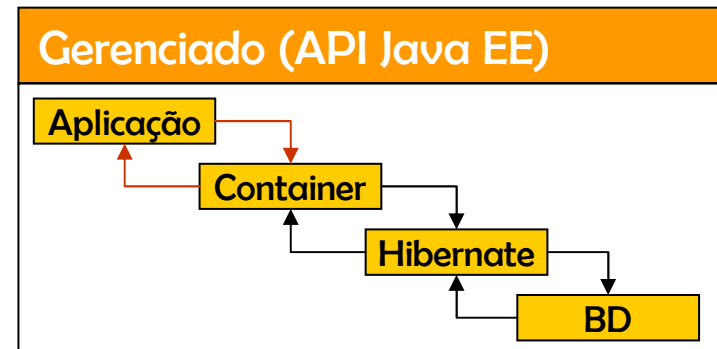 Gerenciado (API Java EE)
Aplicação
Container
Hibernate
BD